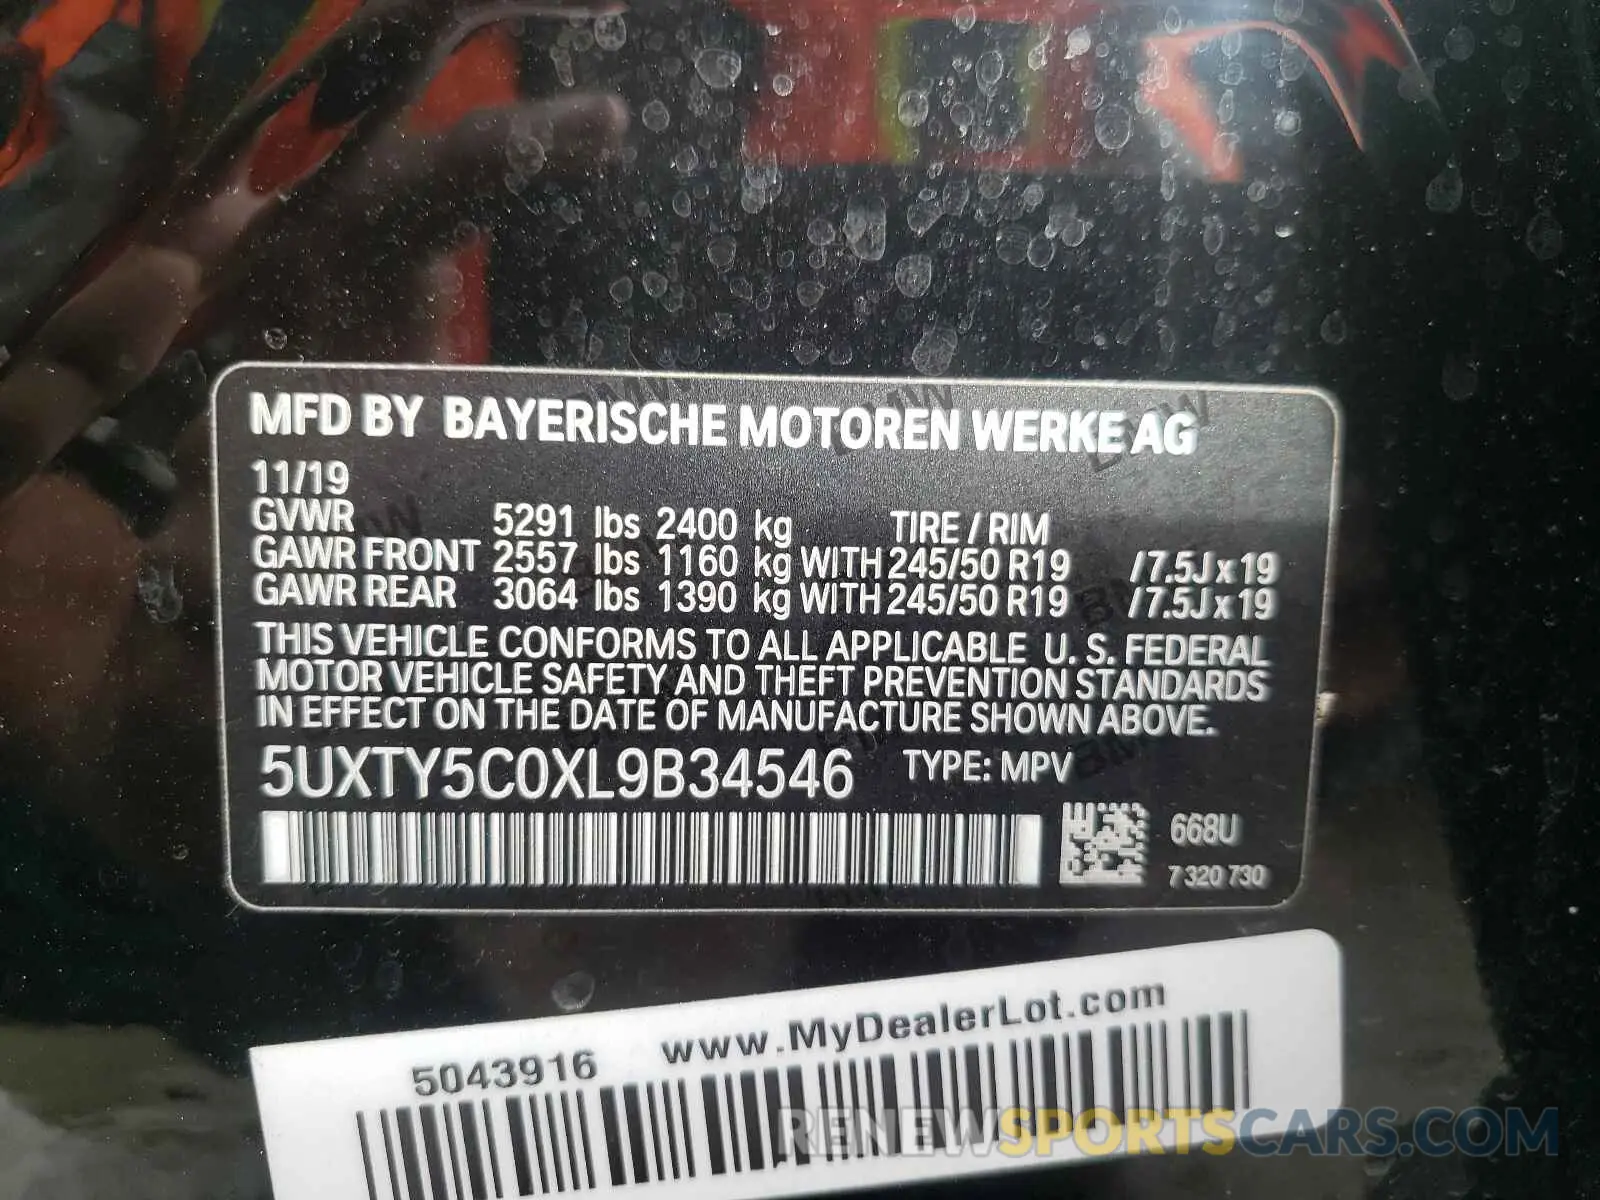 MFD BY BAYERISCHE MOTOREN WERKE AG
11/19
GVWR 5291 lbs 2400 kg TIRE / RIM
GAWR FRONT 2557 lbs 1160 kg WITH 245/50 R19 / 7.5J x 19
GAWR REAR 3064 lbs 1390 kg WITH 245/50 R19 / 7.5J x 19
THIS VEHICLE CONFORMS TO ALL APPLICABLE U. S. FEDERAL
MOTOR VEHICLE SAFETY AND THEFT PREVENTION STANDARDS
IN EFFECT ON THE DATE OF MANUFACTURE SHOWN ABOVE.
5UXTY5C0XL9B34546 TYPE: MPV
668U
7 320 730
5043916 www.MyDealerLot.com
RENEWSPORTSCARS.COM